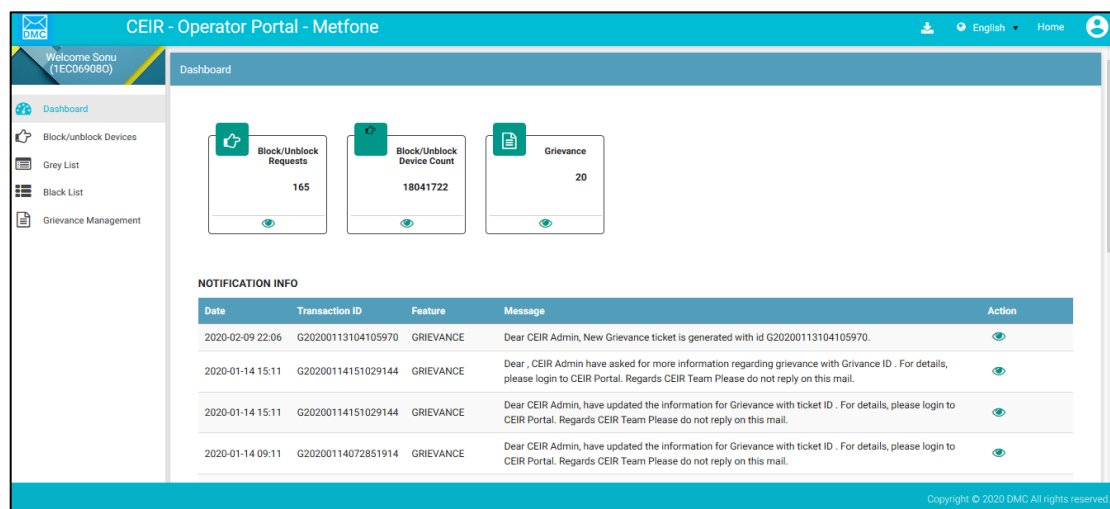 DMC
CEIR - Operator Portal - Metfone
English
Home
Welcome Sonu
(1EC06908O)
Dashboard
Dashboard
Block/unblock Devices
Grey List
Black List
Grievance Management
Block/Unblock
Requests
165
Block/Unblock
Device Count
18041722
Grievance
20
NOTIFICATION INFO
Date Transaction ID Feature Message Action
2020-02-09 22:06 G20200113104105970 GRIEVANCE Dear CEIR Admin, New Grievance ticket is generated with id G20200113104105970.
2020-01-14 15:11 G20200114151029144 GRIEVANCE Dear , CEIR Admin have asked for more information regarding grievance with Grivance ID . For details,
please login to CEIR Portal. Regards CEIR Team Please do not reply on this mail.
2020-01-14 15:11 G20200114151029144 GRIEVANCE Dear CEIR Admin, have updated the information for Grievance with ticket ID . For details, please login to
CEIR Portal. Regards CEIR Team Please do not reply on this mail.
2020-01-14 09:11 G20200114072851914 GRIEVANCE Dear CEIR Admin, have updated the information for Grievance with ticket ID . For details, please login to
CEIR Portal. Regards CEIR Team Please do not reply on this mail.
Copyright © 2020 DMC All rights reserved.